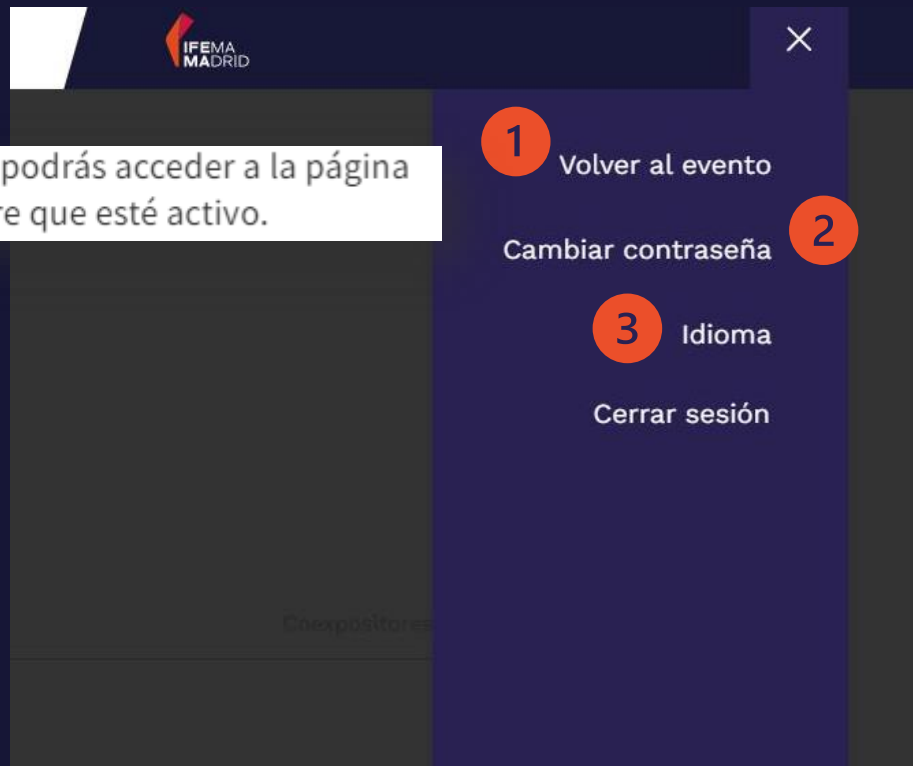 IFEMA
MADRID
1
Volver al evento
podrás acceder a la página
re que esté activo.
Cambiar contraseña
2
3
Idioma
Cerrar sesión
Coexpositores